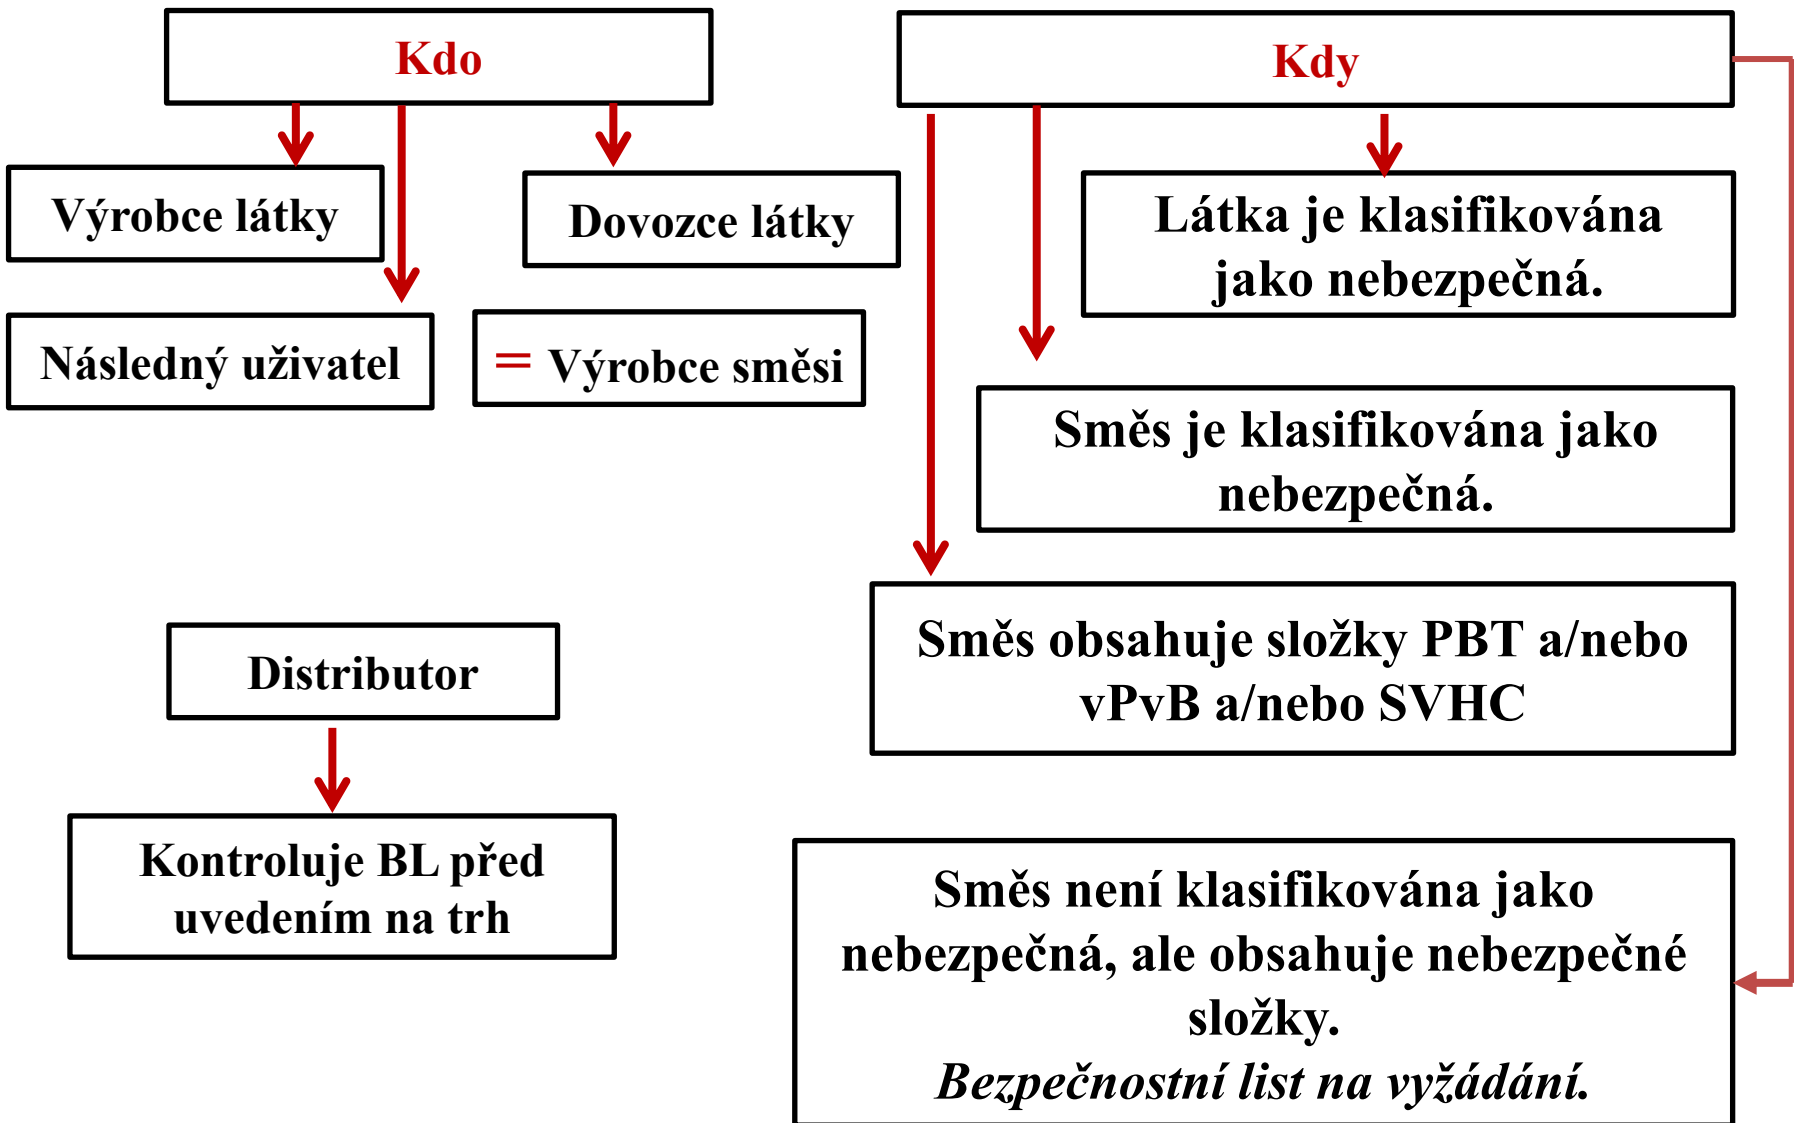 Kdo
Výrobce látky
Dovozce látky
Následný uživatel
= Výrobce směsi
Distributor
Kontroluje BL před
uvedením na trh
Kdy
Látka je klasifikována
jako nebezpečná.
Směs je klasifikována jako
nebezpečná.
Směs obsahuje složky PBT a/nebo
vPvB a/nebo SVHC
Směs není klasifikována jako
nebezpečná, ale obsahuje nebezpečné
složky.
Bezpečnostní list na vyžádání.